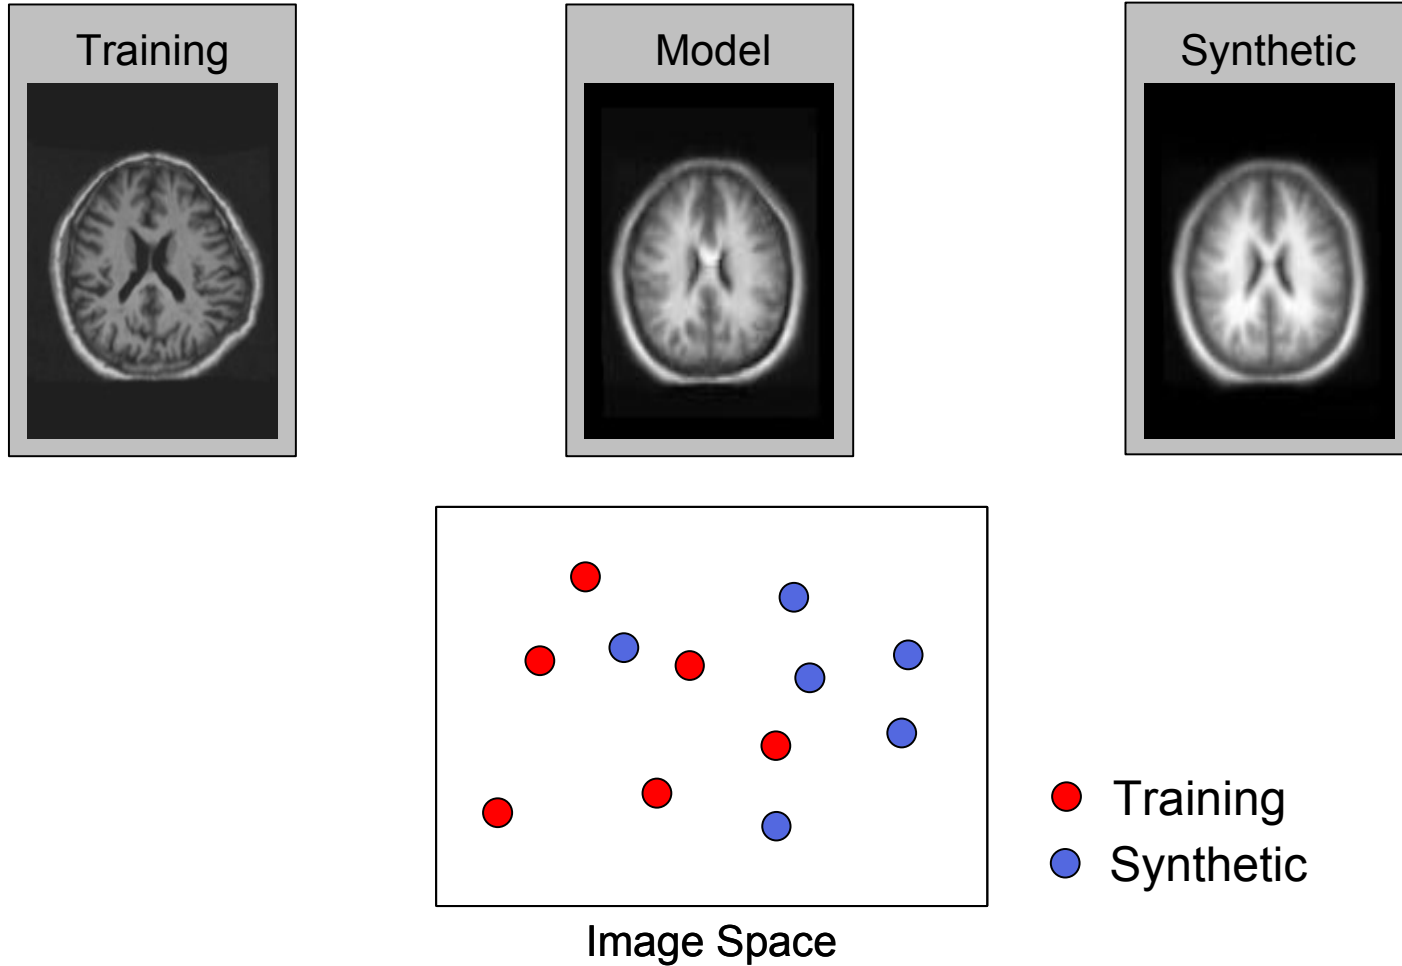 Training
Model
Synthetic
Training
Synthetic
Image Space